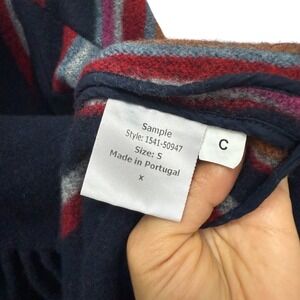 Sample
Style: 1541-50947
Size: S
Made in Portugal
x
C